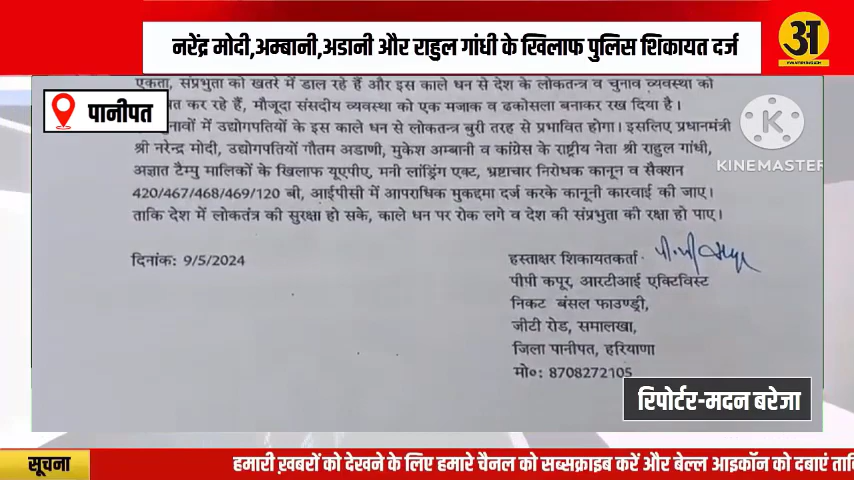 नरेंद्र मोदी,अम्बानी,अडानी और राहुल गांधी के खिलाफ पुलिस शिकायत दर्ज
अ
पानीपत
KINEMASTER
एकता, संप्रभुता को खतरे में डाल रहे हैं और इस काले धन से देश के लोकतन्त्र व चुनाव व्यवस्था को
कर रहे हैं, मौजूदा संसदीय व्यवस्था को एक मजाक व ढकोसला बनाकर रख दिया है।
उद्योगपतियों के इस काले धन से लोकतन्त्र बुरी तरह से प्रभावित होगा। इसलिए प्रधानमंत्री
श्री नरेन्द्र मोदी, उद्योगपतियों गौतम अडाणी, मुकेश अम्बानी व कांग्रेस के राष्ट्रीय नेता श्री राहुल गांधी,
अज्ञात टैम्पु मालिकों के खिलाफ यूएपीए, मनी लांड्रिंग एक्ट, भ्रष्टाचार निरोधक कानून व सैक्शन
420/467/468/469/120 बी, आईपीसी में आपराधिक मुकद्दमा दर्ज करके कानूनी कारवाई की जाए।
ताकि देश में लोकतंत्र की सुरक्षा हो सके, काले धन पर रोक लगे व देश की संप्रभुता की रक्षा हो पाए।
दिनांक: 9/5/2024
हस्ताक्षर शिकायतकर्ता
पीपी कपूर, आरटीआई एक्टिविस्ट
निकट बंसल फाउण्ड्री,
जीटी रोड, समालखा,
जिला पानीपत, हरियाणा
मो०: 8708272105
रिपोर्टर-मदन बरेजा
सूचना
हमारी ख़बरों को देखने के लिए हमारे चैनल को सब्सक्राइब करें और बेल्ल आइकॉन को दबाएं